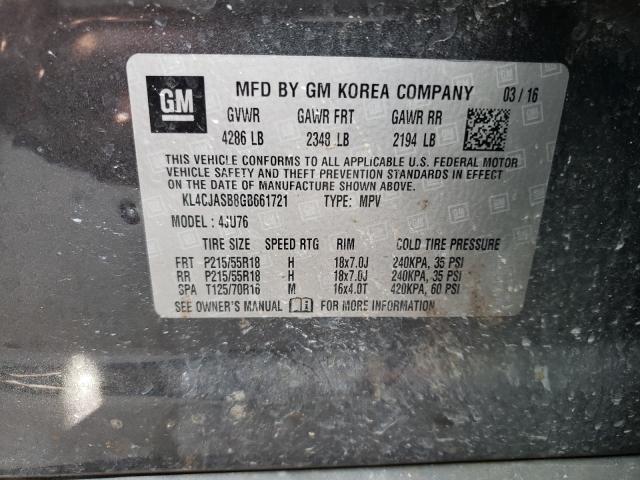 GM
MFD BY GM KOREA COMPANY 03 / 16
GVWR GAWR FRT GAWR RR
4286 LB 2348 LB 2194 LB
THIS VEHICLE CONFORMS TO ALL APPLICABLE U.S. FEDERAL MOTOR
VEHICLE SAFETY AND THEFT PREVENTION STANDARDS IN EFFECT
ON THE DATE OF MANUFACTURE SHOWN ABOVE.
KL4CJASB8GB661721 TYPE: MPV
MODEL : 4JU76
TIRE SIZE SPEED RTG RIM COLD TIRE PRESSURE
FRT P215/55R18 - H 18x7.0J 240KPA, 35 PSI
RR P215/55R18 - H 18x7.0J 240KPA, 35 PSI
SPA T125/70R16 M 16x4.0T 420KPA, 60 PSI
SEE OWNER'S MANUAL FOR MORE INFORMATION